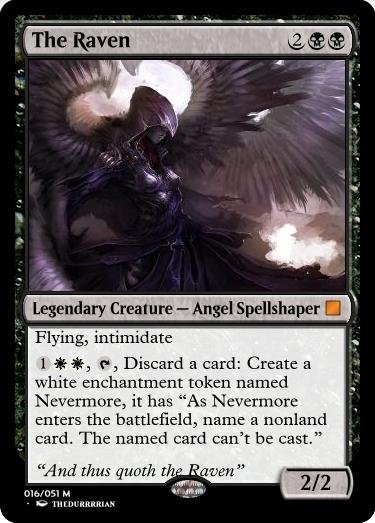 The Raven 2
Legendary Creature — Angel Spellshaper
Flying, intimidate
1 , , Discard a card: Create a
white enchantment token named
Nevermore, it has “As Nevermore
enters the battlefield, name a nonland
card. The named card can’t be cast.”
“And thus quoth the Raven”
2/2
016/051 M
· THEDURRRRIAN